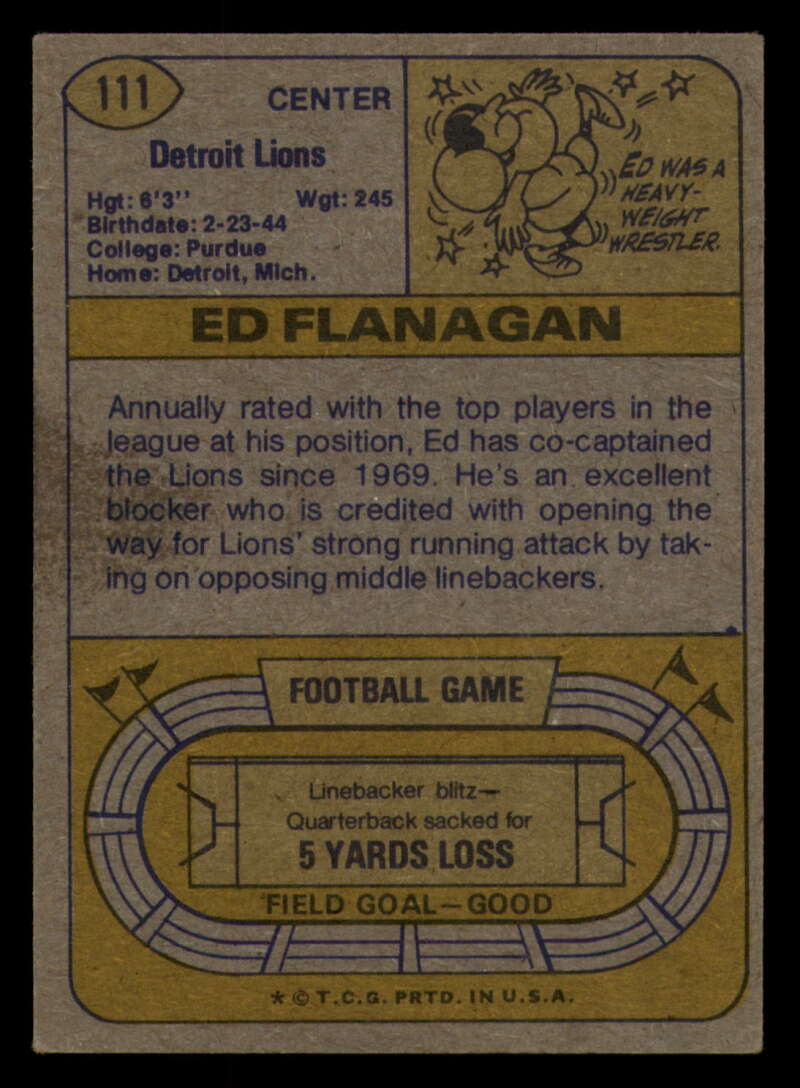 111
CENTER
Detroit Lions
Hgt: 6'3'' Wgt: 245
Birthdate: 2-23-44
College: Purdue
Home: Detroit, Mich.
ED WAS A
HEAVY-
WEIGHT
WRESTLER.
ED FLANAGAN
Annually rated with the top players in the
league at his position, Ed has co-captained
the Lions since 1969. He's an excellent
blocker who is credited with opening the
way for Lions' strong running attack by tak-
ing on opposing middle linebackers.
FOOTBALL GAME
Linebacker blitz—
Quarterback sacked for
5 YARDS LOSS
FIELD GOAL—GOOD
* © T.C.G. PRTD. IN U.S.A.